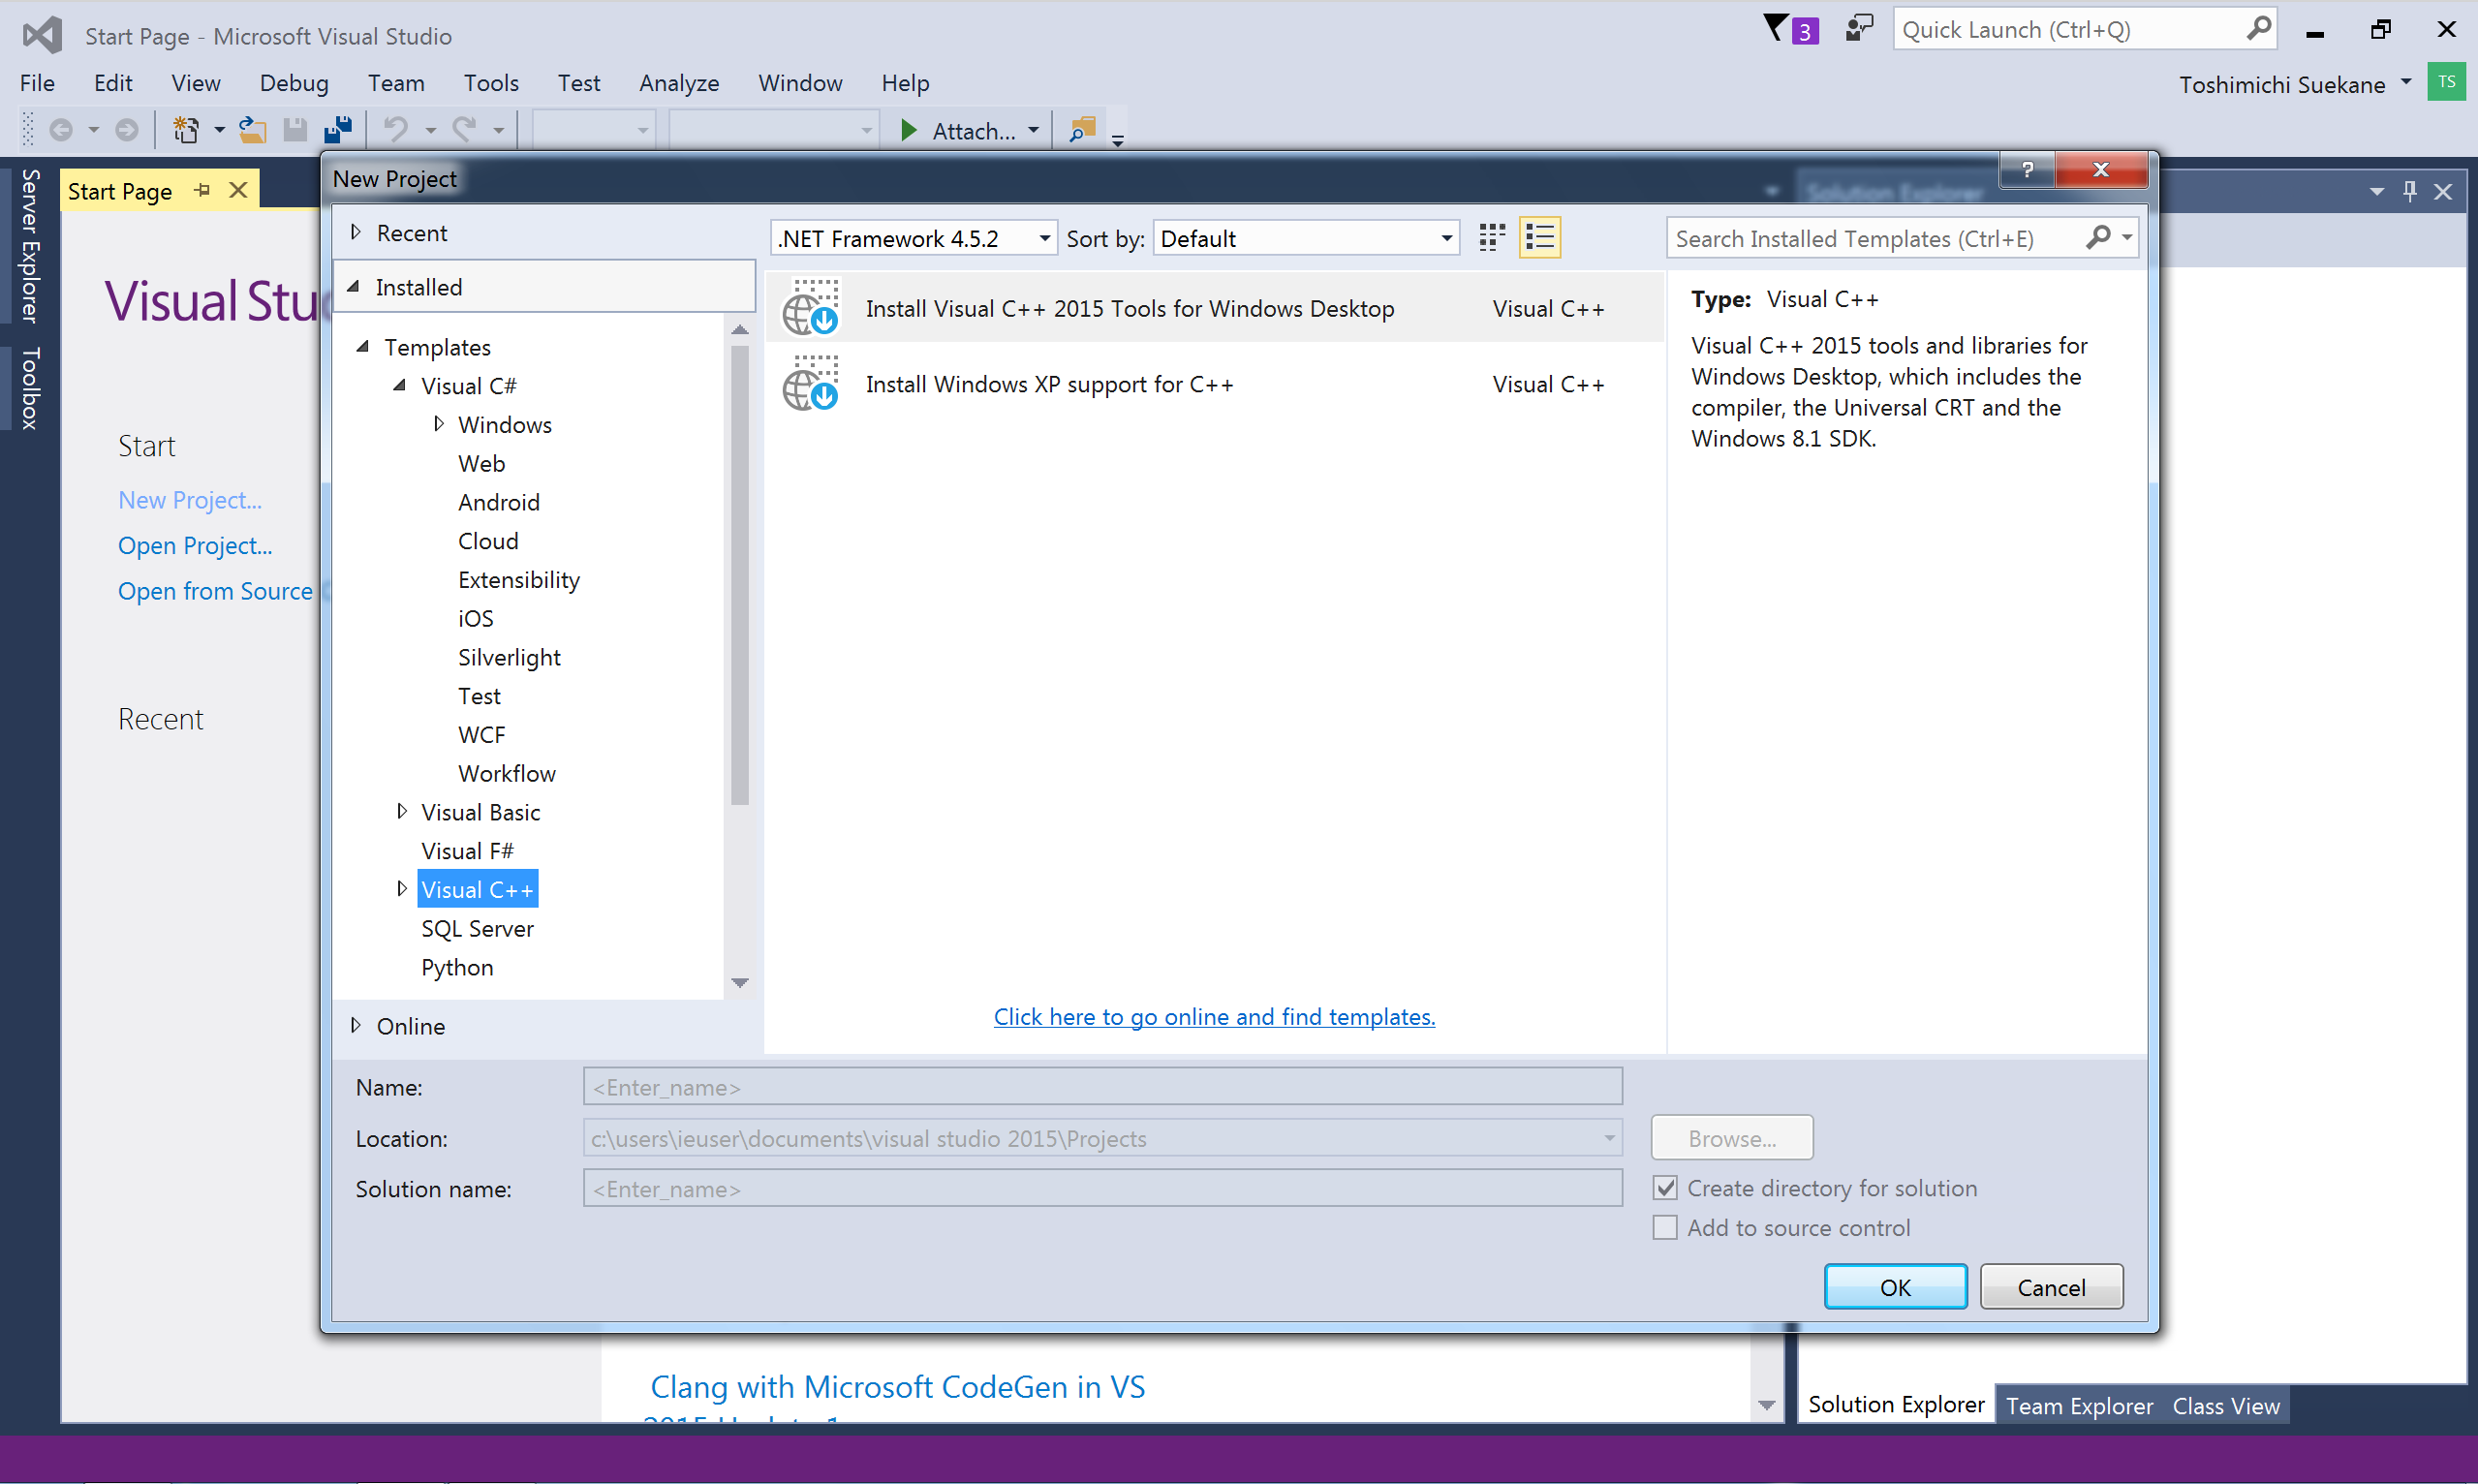 Start Page - Microsoft Visual Studio
3
Quick Launch (Ctrl+Q)
File Edit View Debug Team Tools Test Analyze Window Help
Toshimichi Suekane
TS
Attach...
Server Explorer
Toolbox
Start Page
Visual Stu
Start
New Project...
Open Project...
Open from Source
Recent
New Project
?
Solution Explorer
Recent
Installed
Templates
Visual C#
Windows
Web
Android
Cloud
Extensibility
iOS
Silverlight
Test
WCF
Workflow
Visual Basic
Visual F#
Visual C++
SQL Server
Python
Online
.NET Framework 4.5.2
Sort by: Default
Search Installed Templates (Ctrl+E)
Install Visual C++ 2015 Tools for Windows Desktop Visual C++
Install Windows XP support for C++ Visual C++
Click here to go online and find templates.
Type: Visual C++
Visual C++ 2015 tools and libraries for
Windows Desktop, which includes the
compiler, the Universal CRT and the
Windows 8.1 SDK.
Name: <Enter_name>
Location: c:\users\ieuser\documents\visual studio 2015\Projects
Browse...
Solution name: <Enter_name>
Create directory for solution
Add to source control
OK
Cancel
Clang with Microsoft CodeGen in VS
2015 Update 1
Solution Explorer Team Explorer Class View